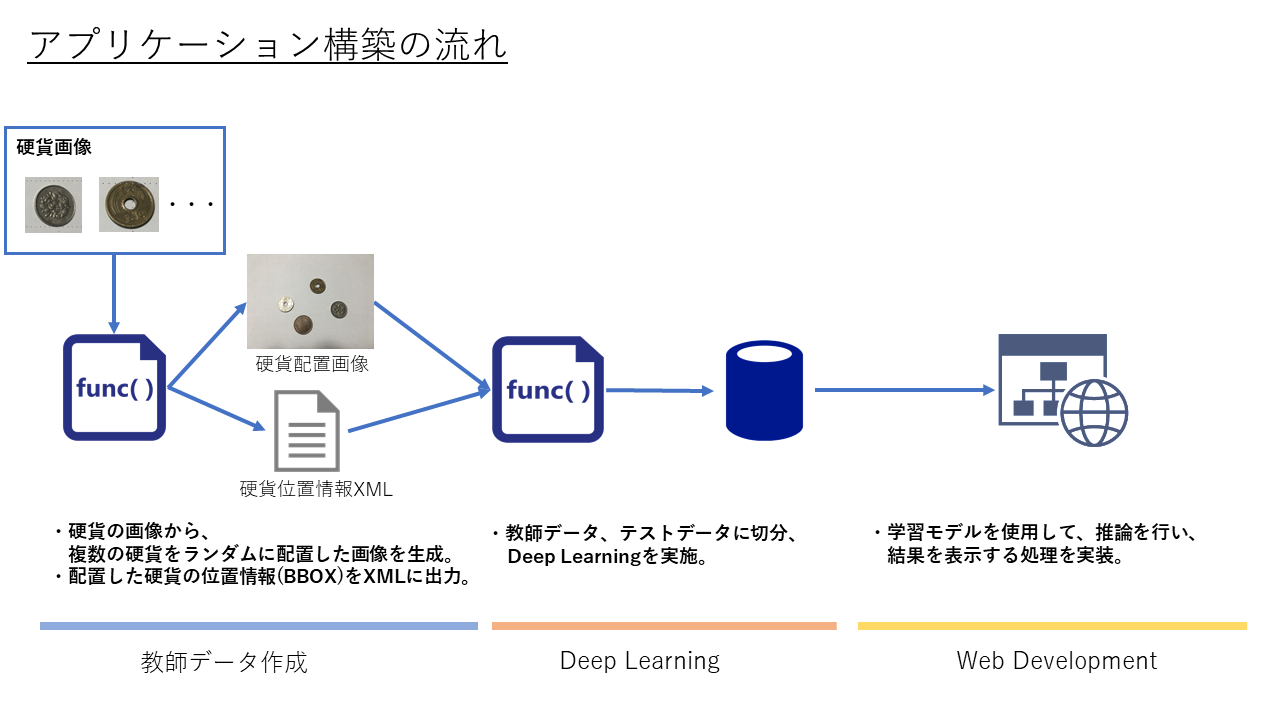 アプリケーション構築の流れ
硬貨画像
・・・
func( )
硬貨配置画像
硬貨位置情報XML
func( )
・硬貨の画像から、
複数の硬貨をランダムに配置した画像を生成。
・配置した硬貨の位置情報(BBOX)をXMLに出力。
・教師データ、テストデータに切分、
Deep Learningを実施。
・学習モデルを使用して、推論を行い、
結果を表示する処理を実装。
教師データ作成
Deep Learning
Web Development